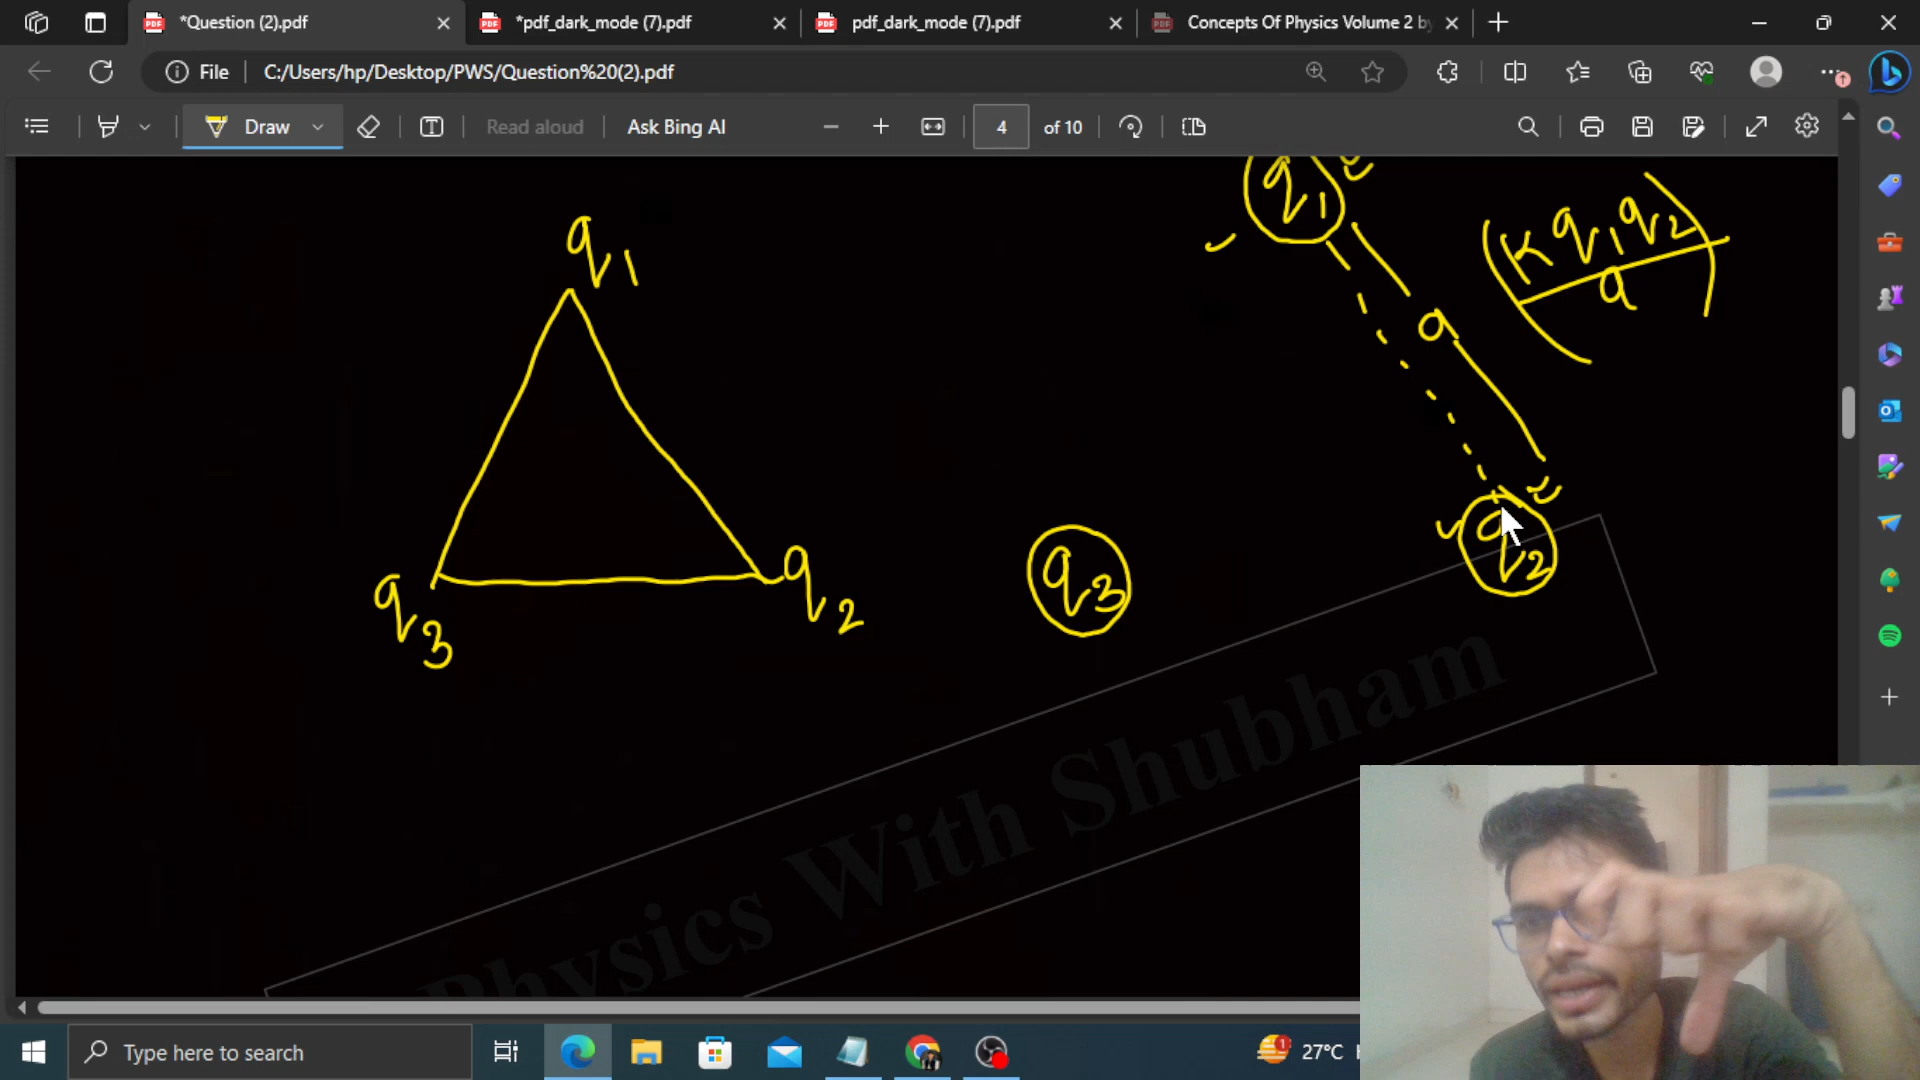 *Question (2).pdf
*pdf_dark_mode (7).pdf
pdf_dark_mode (7).pdf
Concepts Of Physics Volume 2 by
File
C:/Users/hp/Desktop/PWS/Question%20(2).pdf
Draw
Read aloud
Ask Bing AI
4
of 10
q1
q1
Kq1q2
a
a
q2
q3
q2
q3
Physics With Shubham
Type here to search
1
27°C